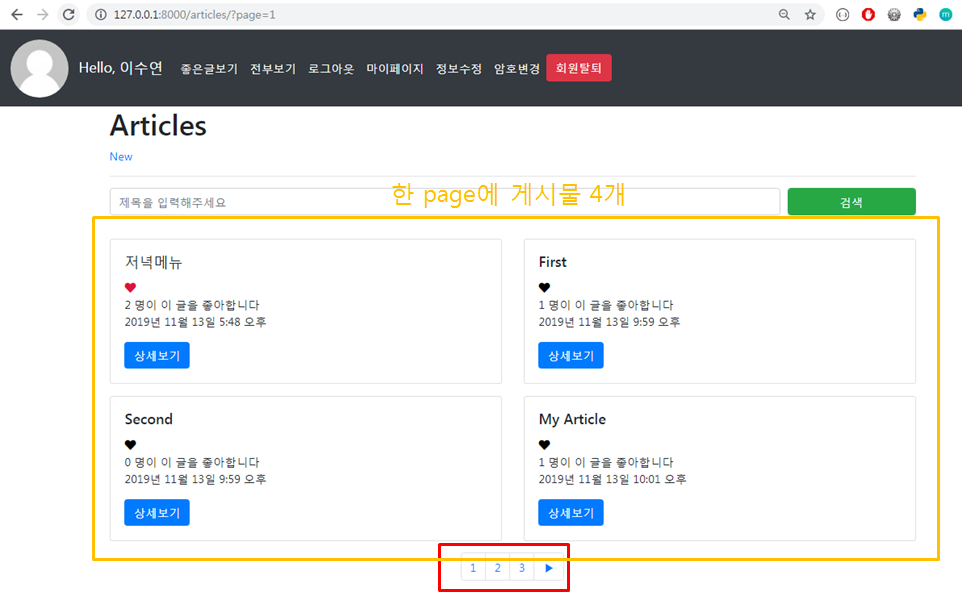 127.0.0.1:8000/articles/?page=1
m
Hello, 이수연 좋은글보기 전부보기 로그아웃 마이페이지 정보수정 암호변경 회원탈퇴
Articles
New
한 page에 게시물 4개
제목을 입력해주세요 검색
저녁메뉴
2 명이 이 글을 좋아합니다
2019년 11월 13일 5:48 오후
상세보기
First
1 명이 이 글을 좋아합니다
2019년 11월 13일 9:59 오후
상세보기
Second
0 명이 이 글을 좋아합니다
2019년 11월 13일 9:59 오후
상세보기
My Article
1 명이 이 글을 좋아합니다
2019년 11월 13일 10:01 오후
상세보기
1 2 3 ▶